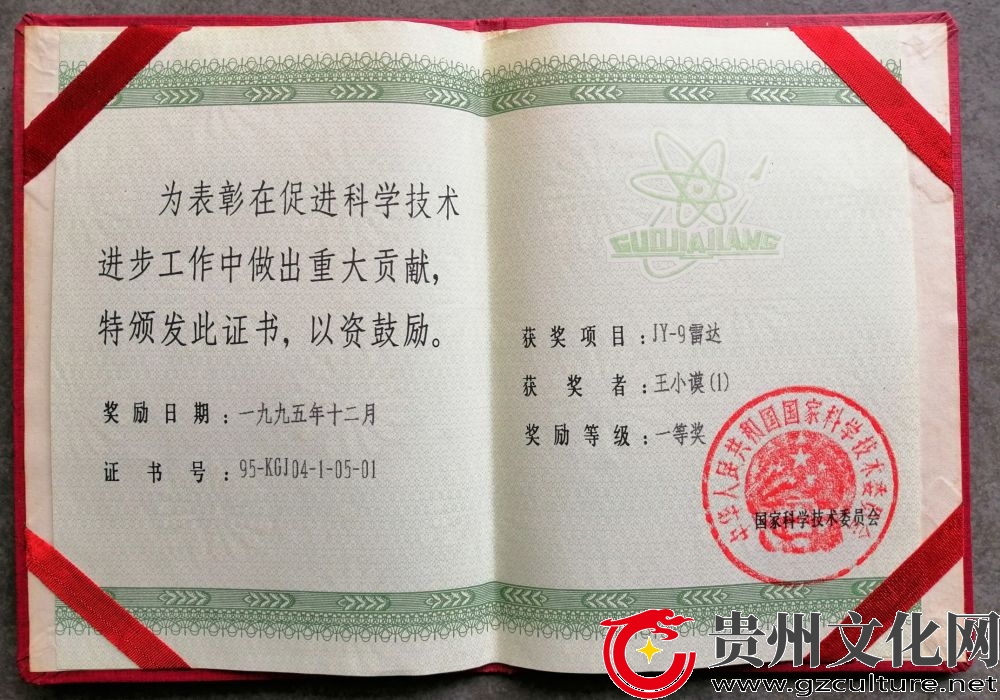 为表彰在促进科学技术
进步工作中做出重大贡献，
特颁发此证书，以资鼓励。
奖励日期：一九九五年十二月
证书号：95-KGJ04-1-05-01
GUOJIAJIANG
获奖项目：JY-9雷达
获奖者：王小谟(1)
奖励等级：一等奖
中华人民共和国国家科学技术委员会
国家科学技术委员会
贵州文化网
www.gzculture.net